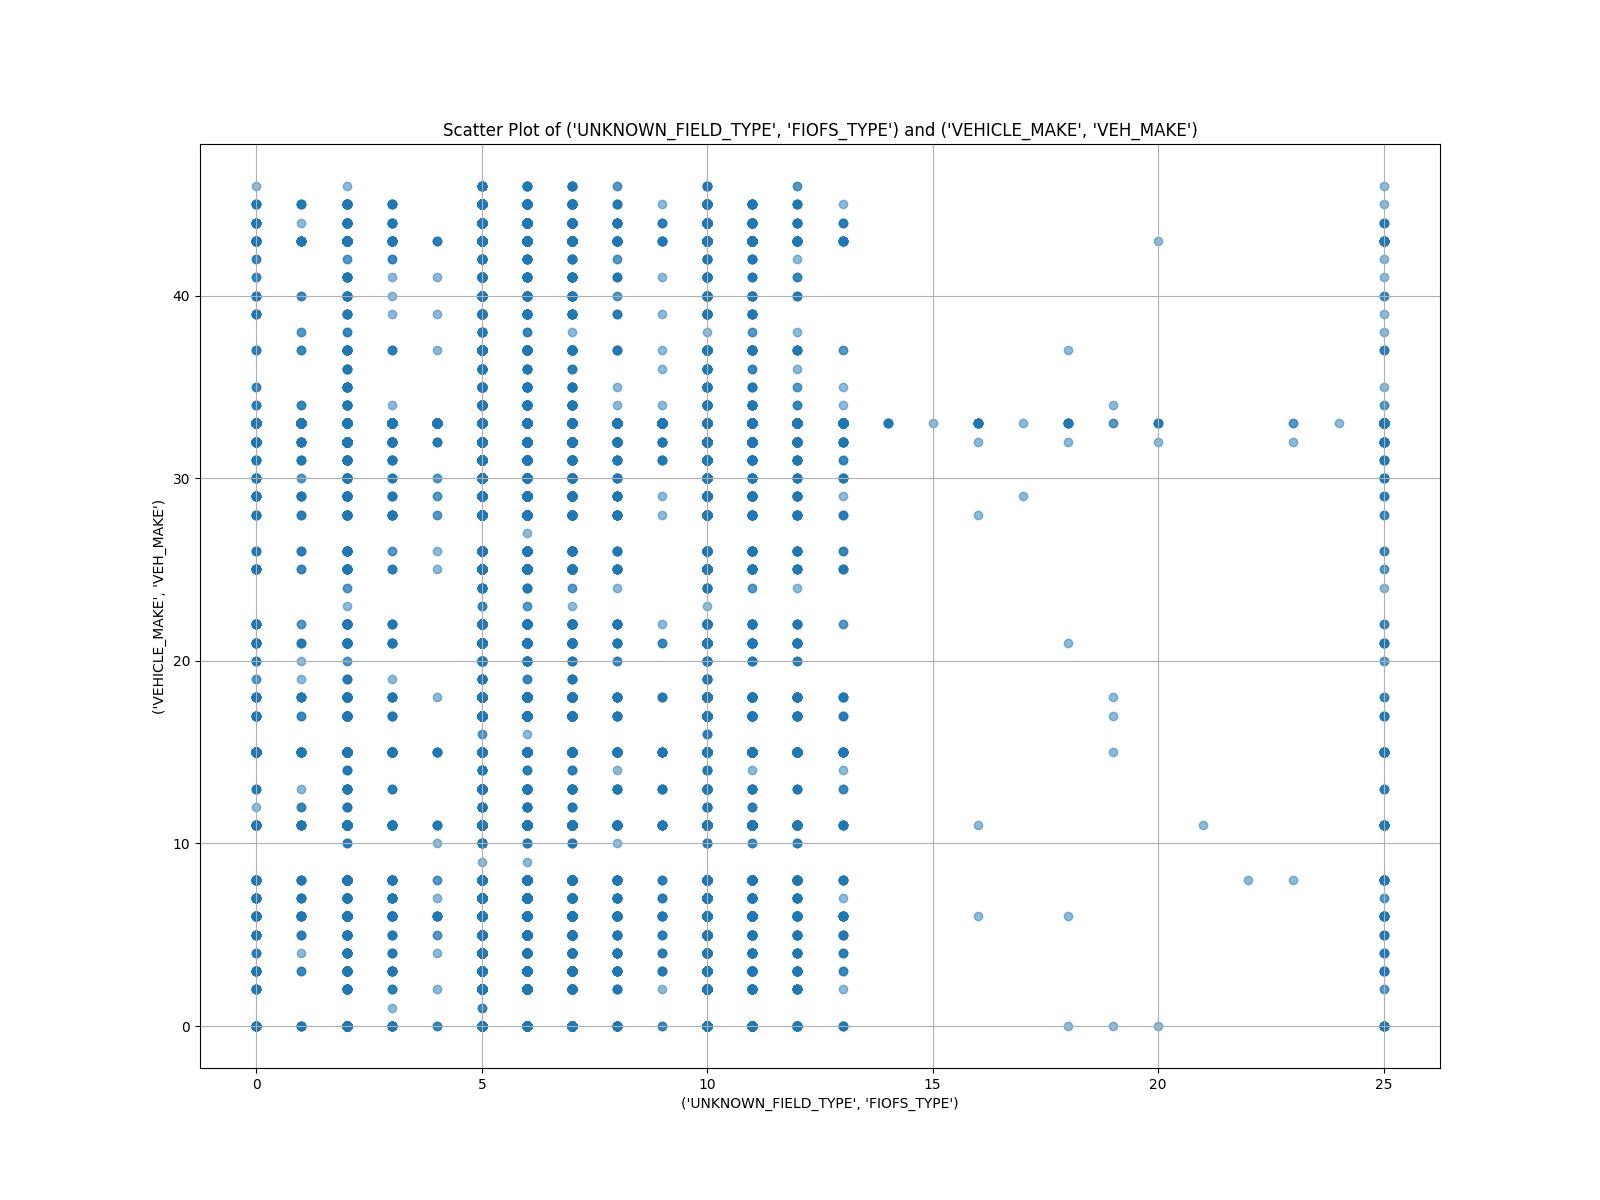 Scatter Plot of ('UNKNOWN_FIELD_TYPE', 'FIOFS_TYPE') and ('VEHICLE_MAKE', 'VEH_MAKE')
('VEHICLE_MAKE', 'VEH_MAKE')
40
30
20
10
0
0 5 10 15 20 25
('UNKNOWN_FIELD_TYPE', 'FIOFS_TYPE')